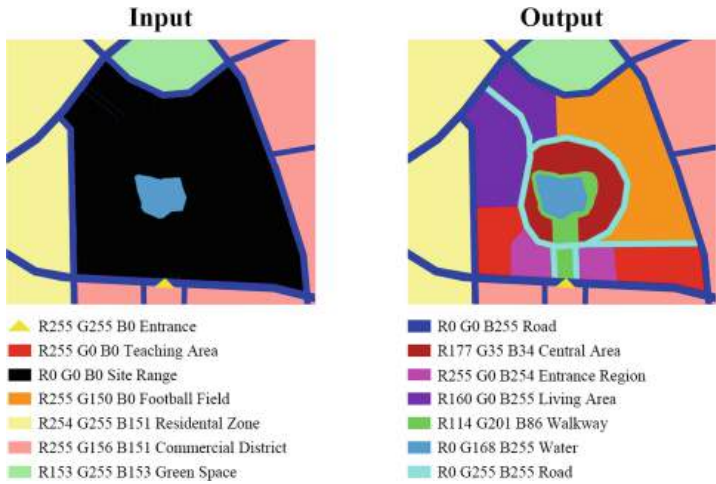 Input
Output
R255 G255 B0 Entrance
R255 G0 B0 Teaching Area
R0 G0 B0 Site Range
R255 G150 B0 Football Field
R254 G255 B151 Residental Zone
R255 G156 B151 Commercial District
R153 G255 B153 Green Space
R0 G0 B255 Road
R177 G35 B34 Central Area
R255 G0 B254 Entrance Region
R160 G0 B255 Living Area
R114 G201 B86 Walkway
R0 G168 B255 Water
R0 G255 B255 Road